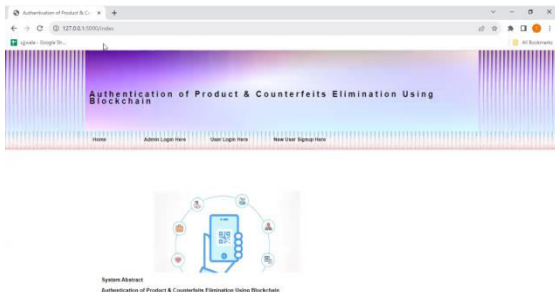 Authentication of Product & Co
127.0.0.1:5000/index
All Bookmarks
Authentication of Product & Counterfeits Elimination Using
Blockchain
Home Admin Login Here User Login Here New User Signup Here
System Abstract
Authentication of Product & Counterfeits Elimination Using Blockchain